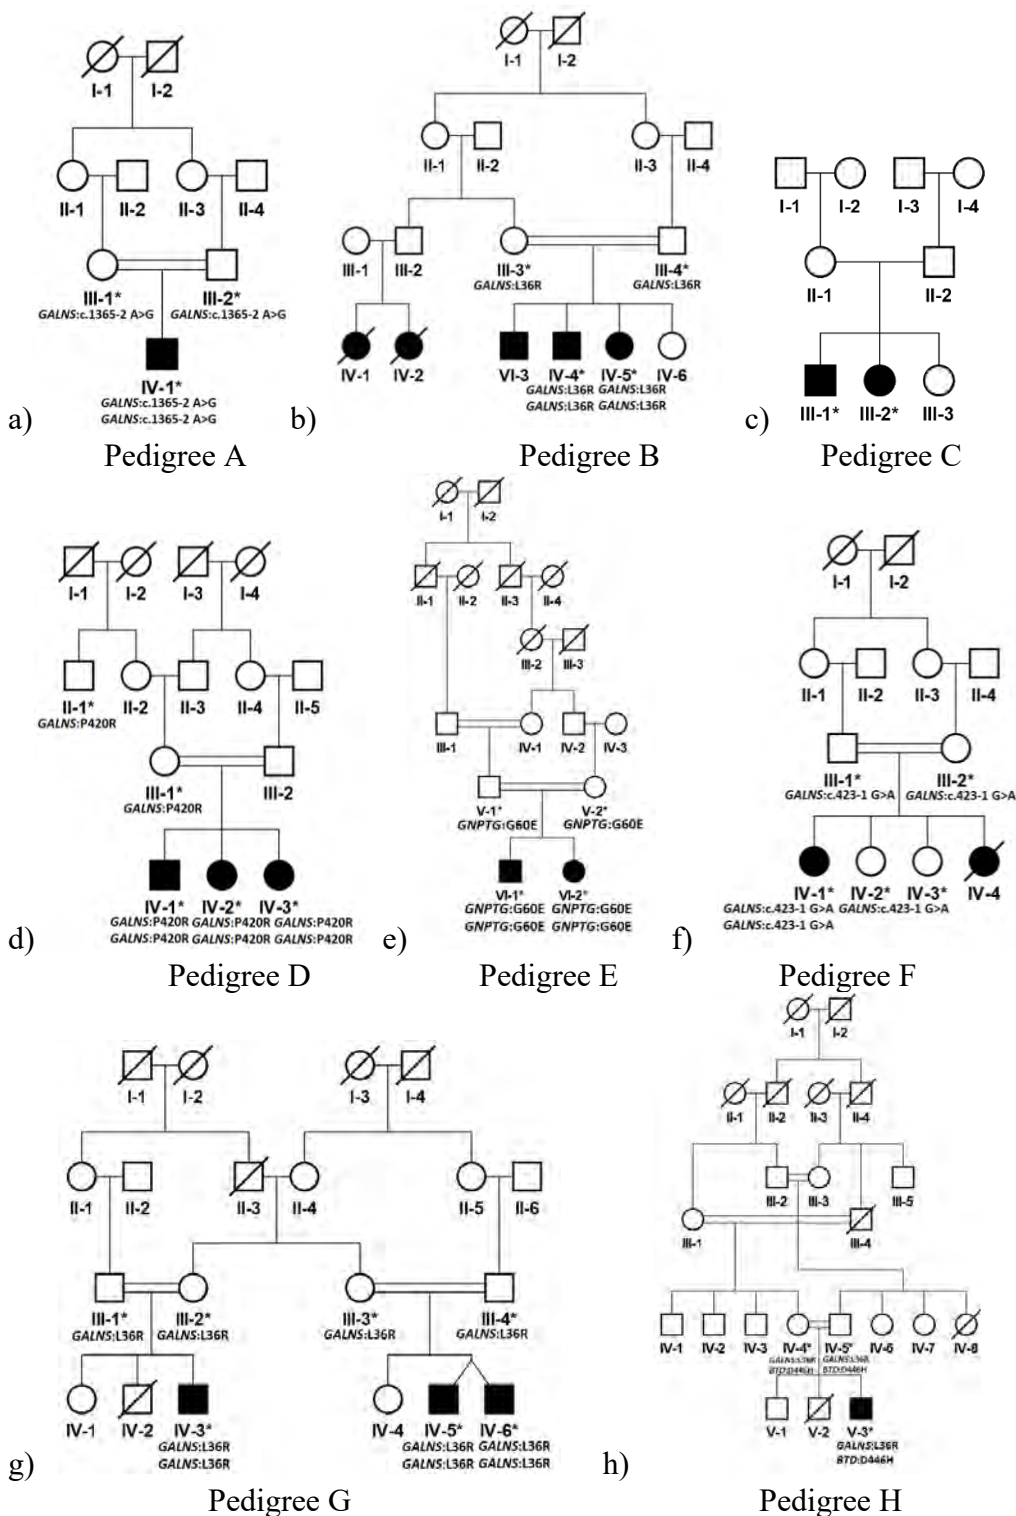 I-1 I-2
II-1 II-2 II-3 II-4
III-1* III-2*
GALNS:c.1365-2 A>G GALNS:c.1365-2 A>G
IV-1*
GALNS:c.1365-2 A>G
GALNS:c.1365-2 A>G
a)
Pedigree A
I-1 I-2
II-1 II-2 II-3 II-4
III-1 III-2 III-3* III-4*
GALNS:L36R GALNS:L36R
IV-1 IV-2 VI-3 IV-4* IV-5* IV-6
GALNS:L36R GALNS:L36R
GALNS:L36R GALNS:L36R
b)
Pedigree B
I-1 I-2 I-3 I-4
II-1 II-2
III-1* III-2* III-3
c)
Pedigree C
I-1 I-2 I-3 I-4
II-1* II-2 II-3 II-4 II-5
GALNS:P420R
III-1* III-2
GALNS:P420R
IV-1* IV-2* IV-3*
GALNS:P420R GALNS:P420R GALNS:P420R
GALNS:P420R GALNS:P420R GALNS:P420R
d)
Pedigree D
I-1 I-2
II-1 II-2 II-3 II-4
III-2 III-3
III-1 IV-1 IV-2 IV-3
V-1* V-2*
GNPTG:G60E GNPTG:G60E
VI-1* VI-2*
GNPTG:G60E GNPTG:G60E
GNPTG:G60E GNPTG:G60E
e)
Pedigree E
I-1 I-2
II-1 II-2 II-3 II-4
III-1* III-2*
GALNS:c.423-1 G>A GALNS:c.423-1 G>A
IV-1* IV-2* IV-3* IV-4
GALNS:c.423-1 G>A GALNS:c.423-1 G>A
GALNS:c.423-1 G>A
f)
Pedigree F
I-1 I-2 I-3 I-4
II-1 II-2 II-3 II-4 II-5 II-6
III-1* III-2* III-3* III-4*
GALNS:L36R GALNS:L36R GALNS:L36R GALNS:L36R
IV-1 IV-2 IV-3* IV-4 IV-5* IV-6*
GALNS:L36R GALNS:L36R GALNS:L36R
GALNS:L36R GALNS:L36R GALNS:L36R
g)
Pedigree G
I-1 I-2
II-1 II-2 II-3 II-4
III-2 III-3 III-5
III-1 III-4
IV-1 IV-2 IV-3 IV-4* IV-5* IV-6 IV-7 IV-8
GALNS:L36R GALNS:L36R
BTD:D446H BTD:D446H
V-1 V-2 V-3*
GALNS:L36R
BTD:D446H
h)
Pedigree H